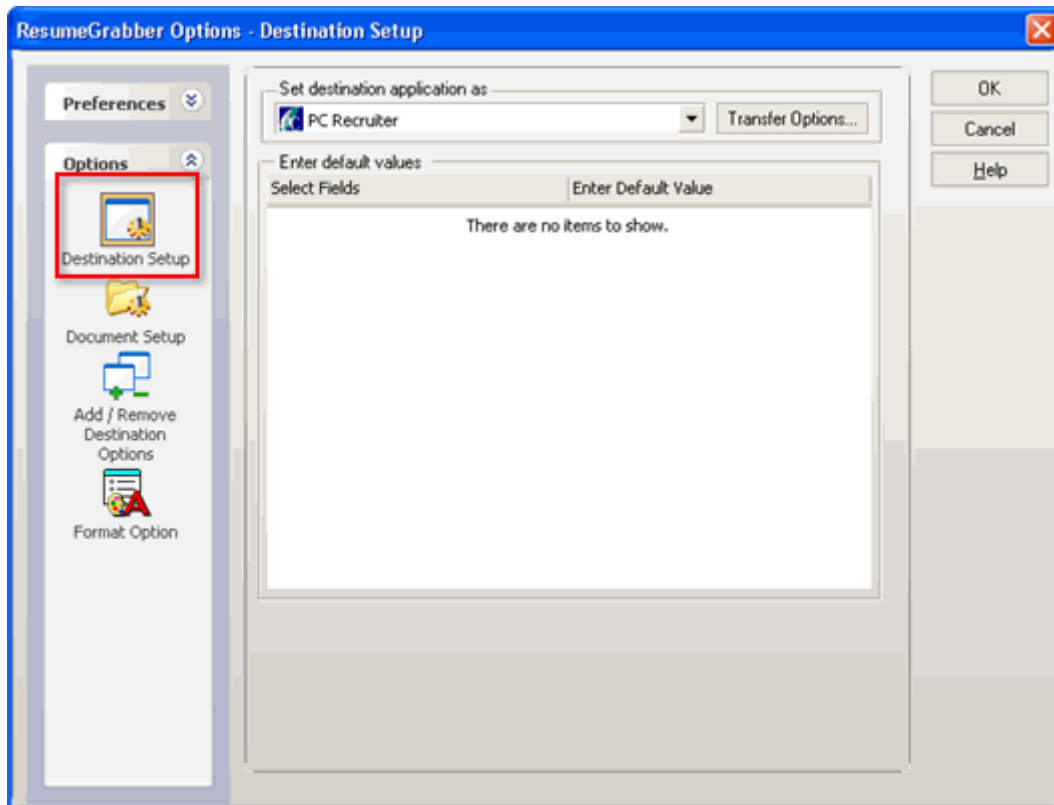 ResumeGrabber Options - Destination Setup
Preferences
Options
Destination Setup
Document Setup
Add / Remove
Destination
Options
Format Option
Set destination application as
PC Recruiter
Transfer Options...
Enter default values
Select Fields
Enter Default Value
There are no items to show.
OK
Cancel
Help